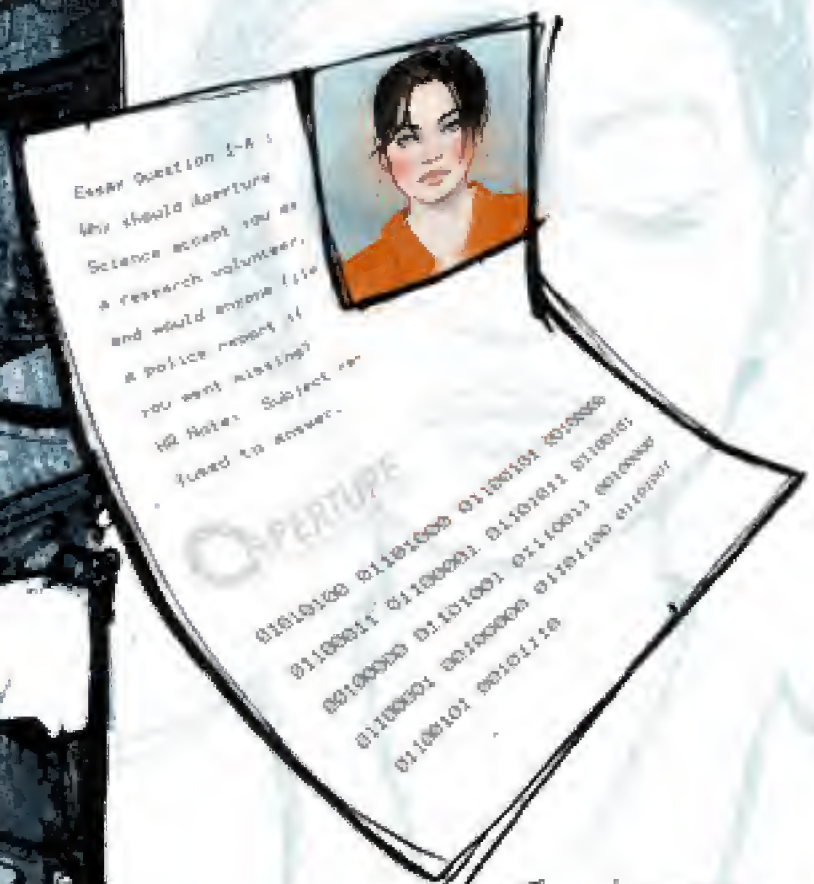 Essay Question 1-A :
Why should Aperture
Science accept you as
a research volunteer,
and would anyone file
a police report if
you went missing?
HR Note: Subject re-
fused to answer.
APERTURE
01010100 01101000 01100101 00100000
01100011 01100001 01101011 01100101
00100000 01101001 01110011 00100000
01100001 00100000 01101100 01101001
01100101 00101110